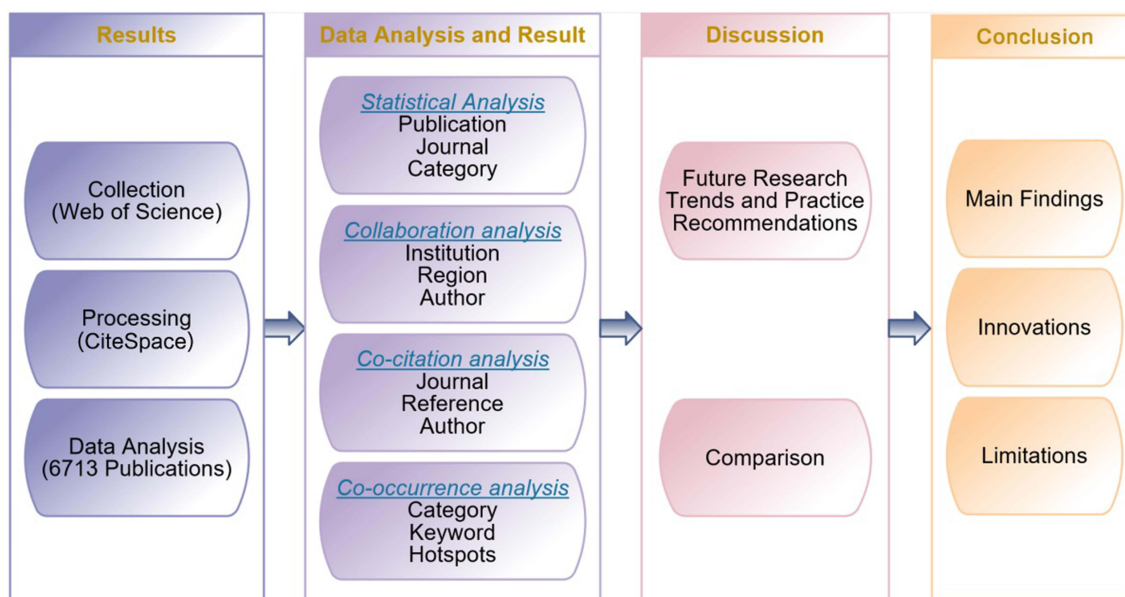 Results
Collection
(Web of Science)
Processing
(CiteSpace)
Data Analysis
(6713 Publications)
Data Analysis and Result
Statistical Analysis
Publication
Journal
Category
Collaboration analysis
Institution
Region
Author
Co-citation analysis
Journal
Reference
Author
Co-occurrence analysis
Category
Keyword
Hotspots
Discussion
Future Research
Trends and Practice
Recommendations
Comparison
Conclusion
Main Findings
Innovations
Limitations